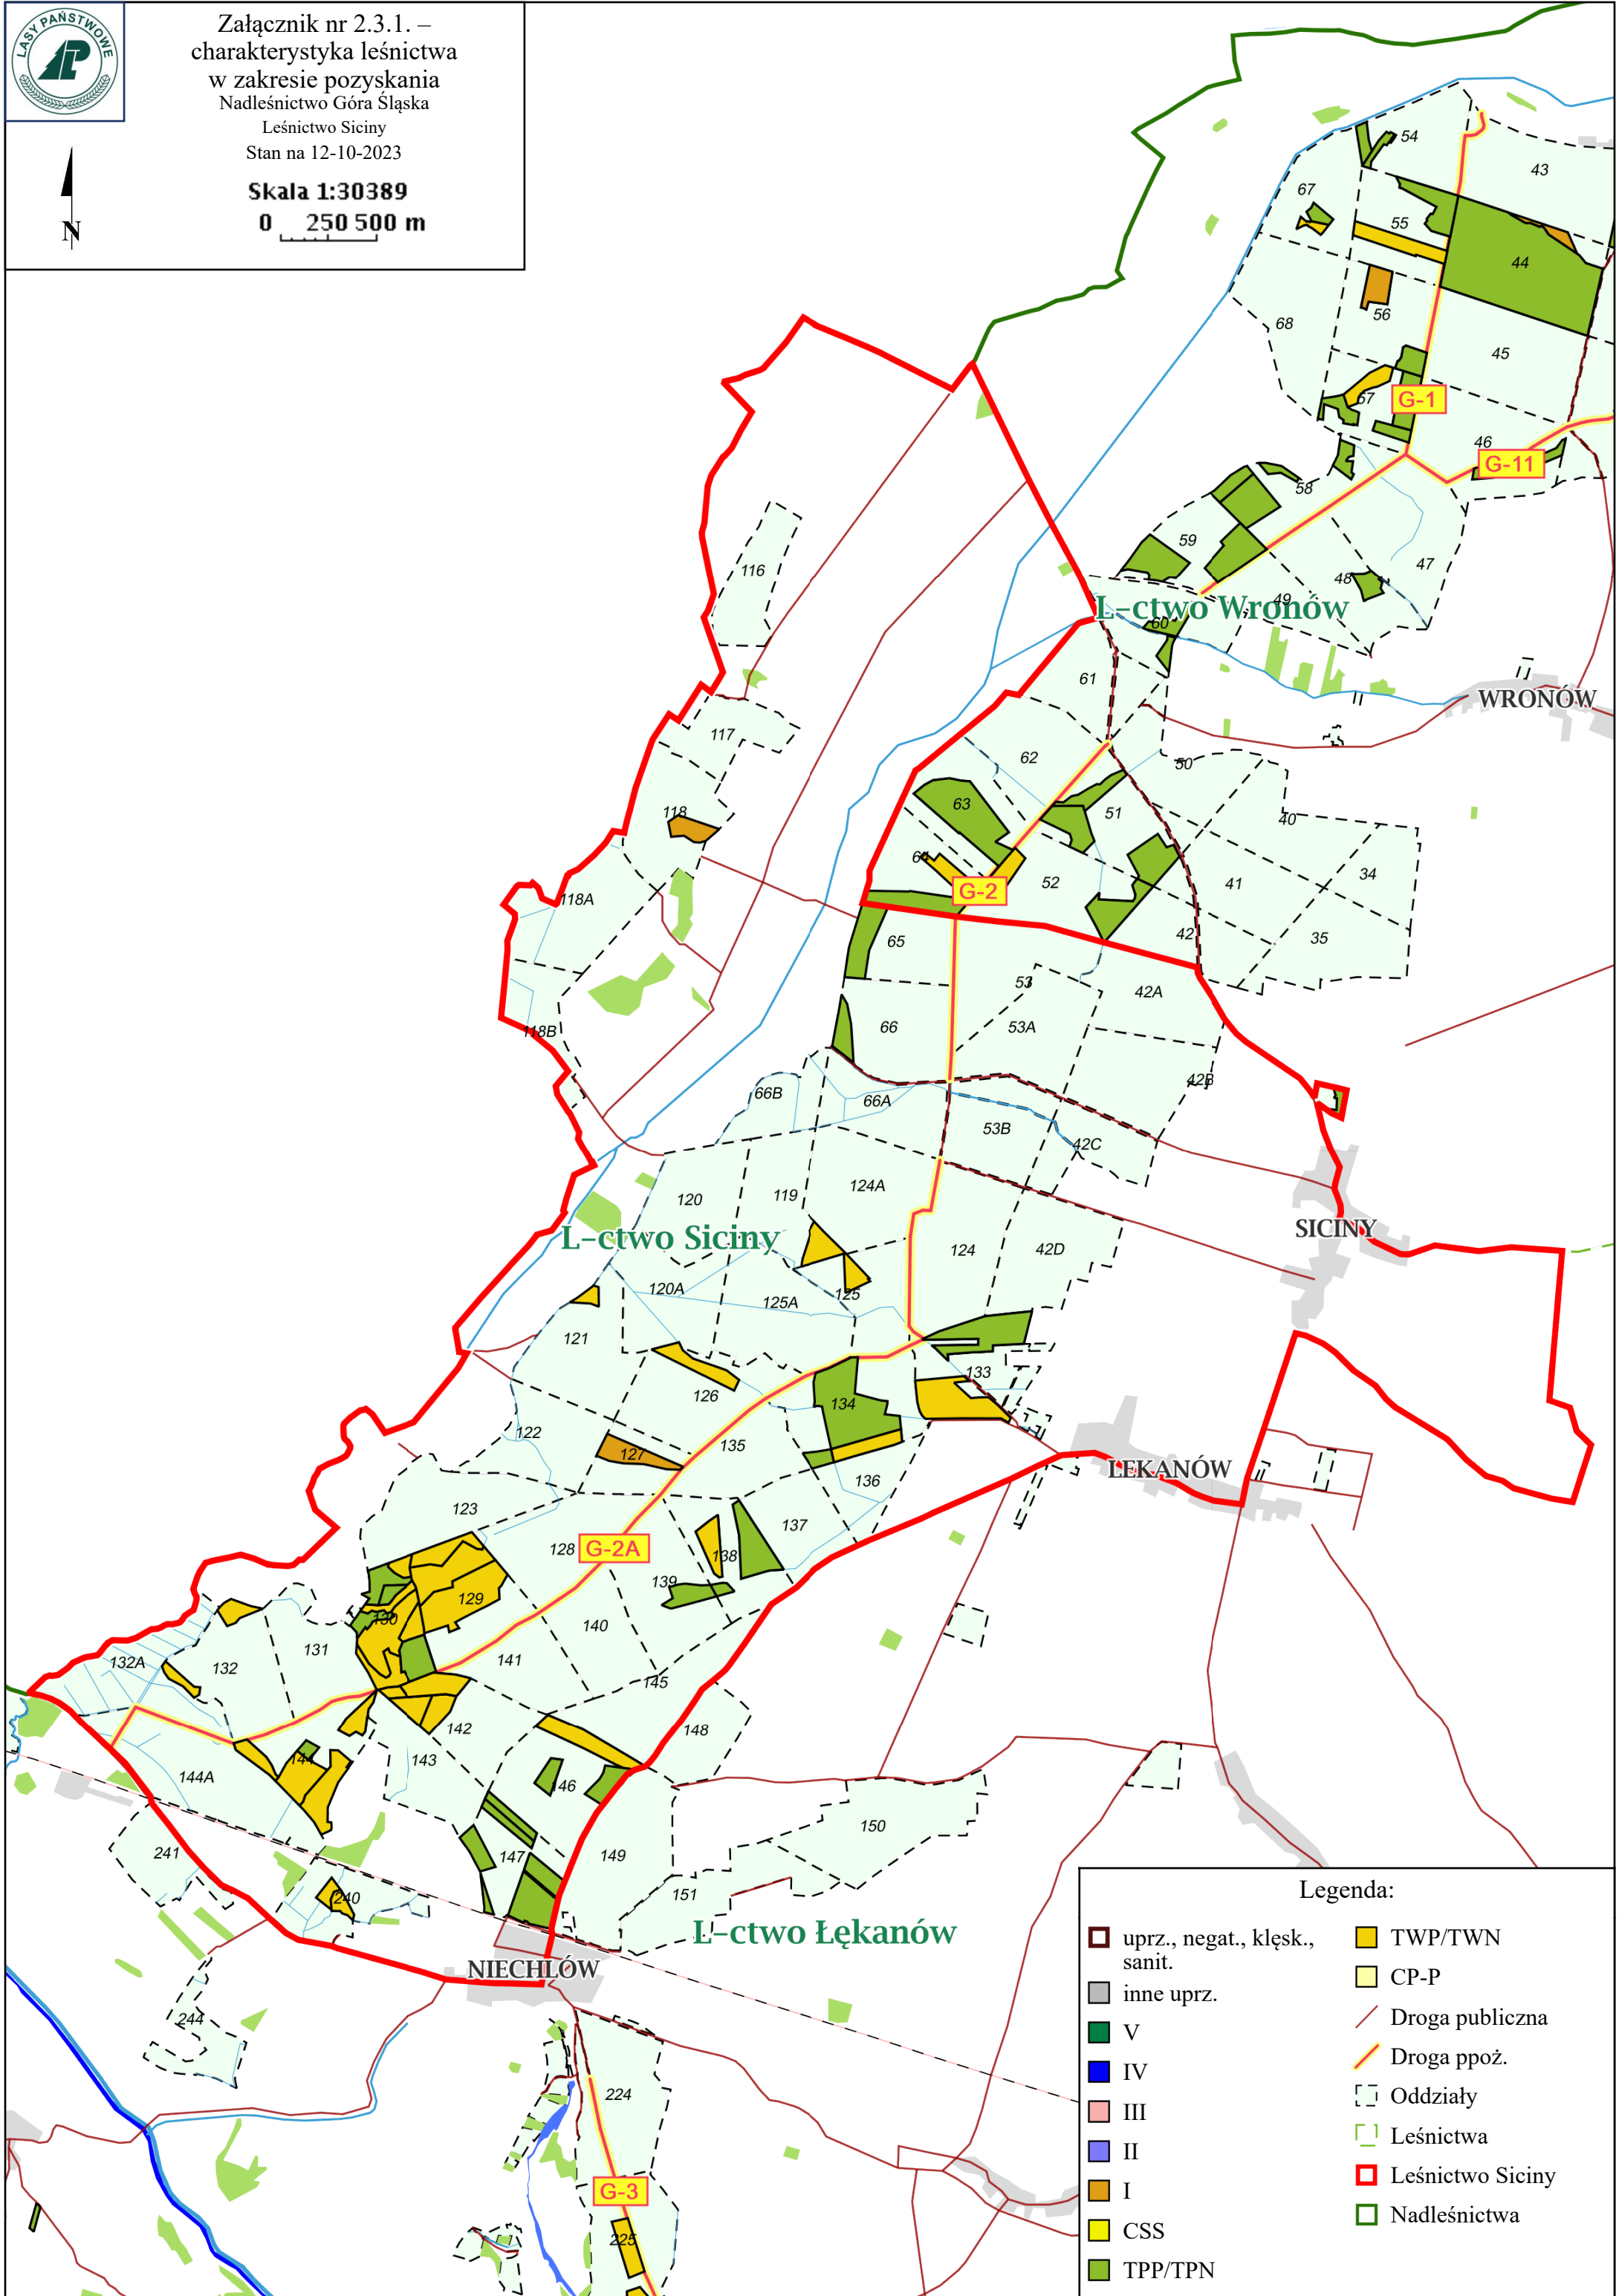 LASY PAŃSTWOWE
Załącznik nr 2.3.1. –
charakterystyka leśnictwa
w zakresie pozyskania
Nadleśnictwo Góra Śląska
Leśnictwo Siciny
Stan na 12-10-2023
Skala 1:30389
0 250 500 m
N
54
43
67
55
44
56
68
45
57
G-1
46
G-11
58
59
47
48
49
L-ctwo Wronów
60
116
61
WRONÓW
117
62
50
63
51
118
40
64
52
34
G-2
41
118A
65
42
35
53
42A
66
53A
118B
42B
66B
66A
53B
42C
124A
120
119
SICINY
L-ctwo Siciny
124
42D
120A
125
125A
121
133
126
134
122
135
127
LEKANÓW
136
123
137
128
G-2A
138
139
129
130
140
131
141
132A
132
145
142
148
143
144
144A
146
150
241
147
149
151
240
L-ctwo Łękanów
NIECHLÓW
244
224
G-3
225
Legenda:
uprz., negat., klęsk.,
sanit.
inne uprz.
V
IV
III
II
I
CSS
TPP/TPN
TWP/TWN
CP-P
Droga publiczna
Droga ppoż.
Oddziały
Leśnictwa
Leśnictwo Siciny
Nadleśnictwa